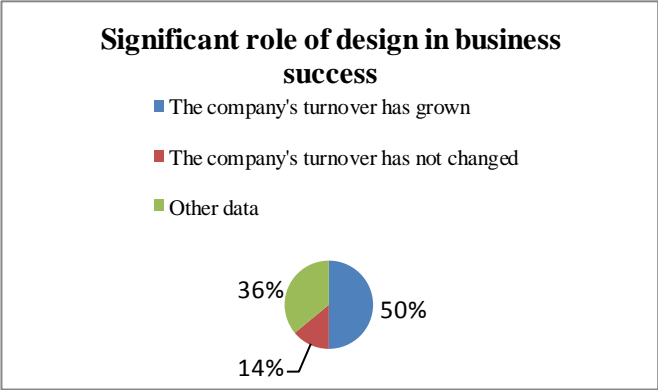 Significant role of design in business
success
The company's turnover has grown
The company's turnover has not changed
Other data
36%
50%
14%